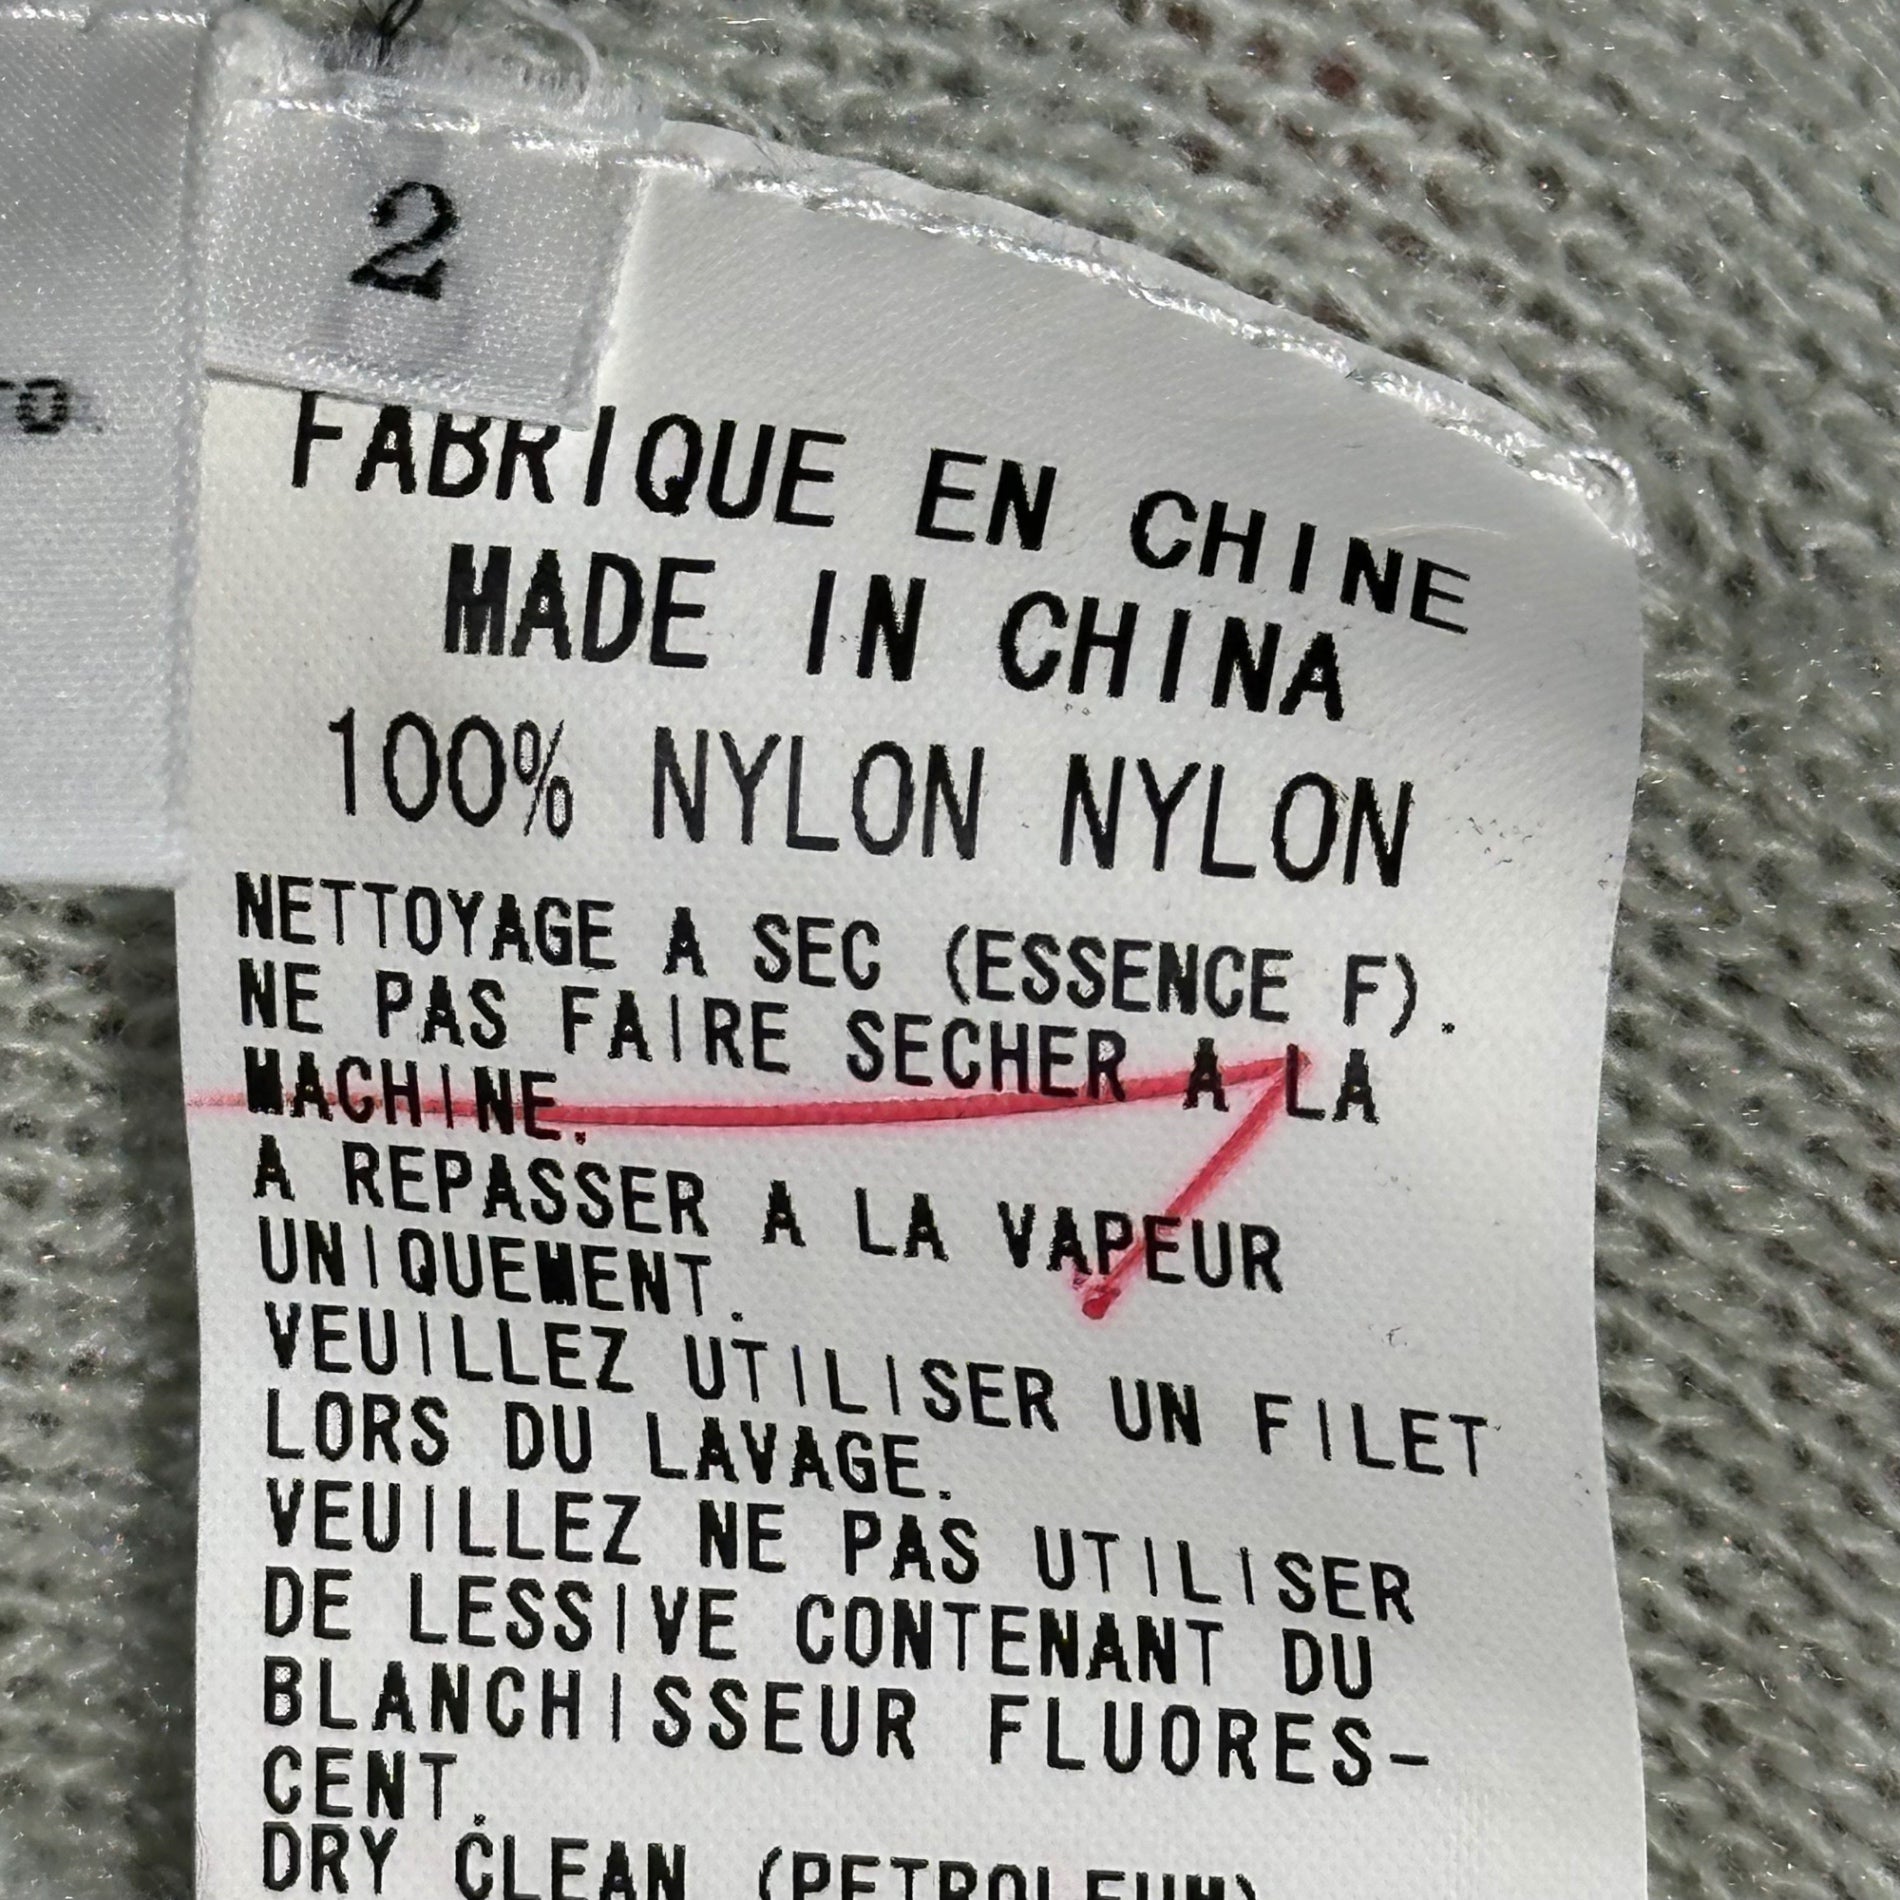 2
FABRIQUE EN CHINE
MADE IN CHINA
100% NYLON NYLON
NETTOYAGE A SEC (ESSENCE F).
NE PAS FAIRE SECHER A LA
MACHINE.
A REPASSER A LA VAPEUR
UNIQUEMENT.
VEUILLEZ UTILISER UN FILET
LORS DU LAVAGE.
VEUILLEZ NE PAS UTILISER
DE LESSIVE CONTENANT DU
BLANCHISSEUR FLUORES-
CENT.
DRY CLEAN (PETROLEUM)